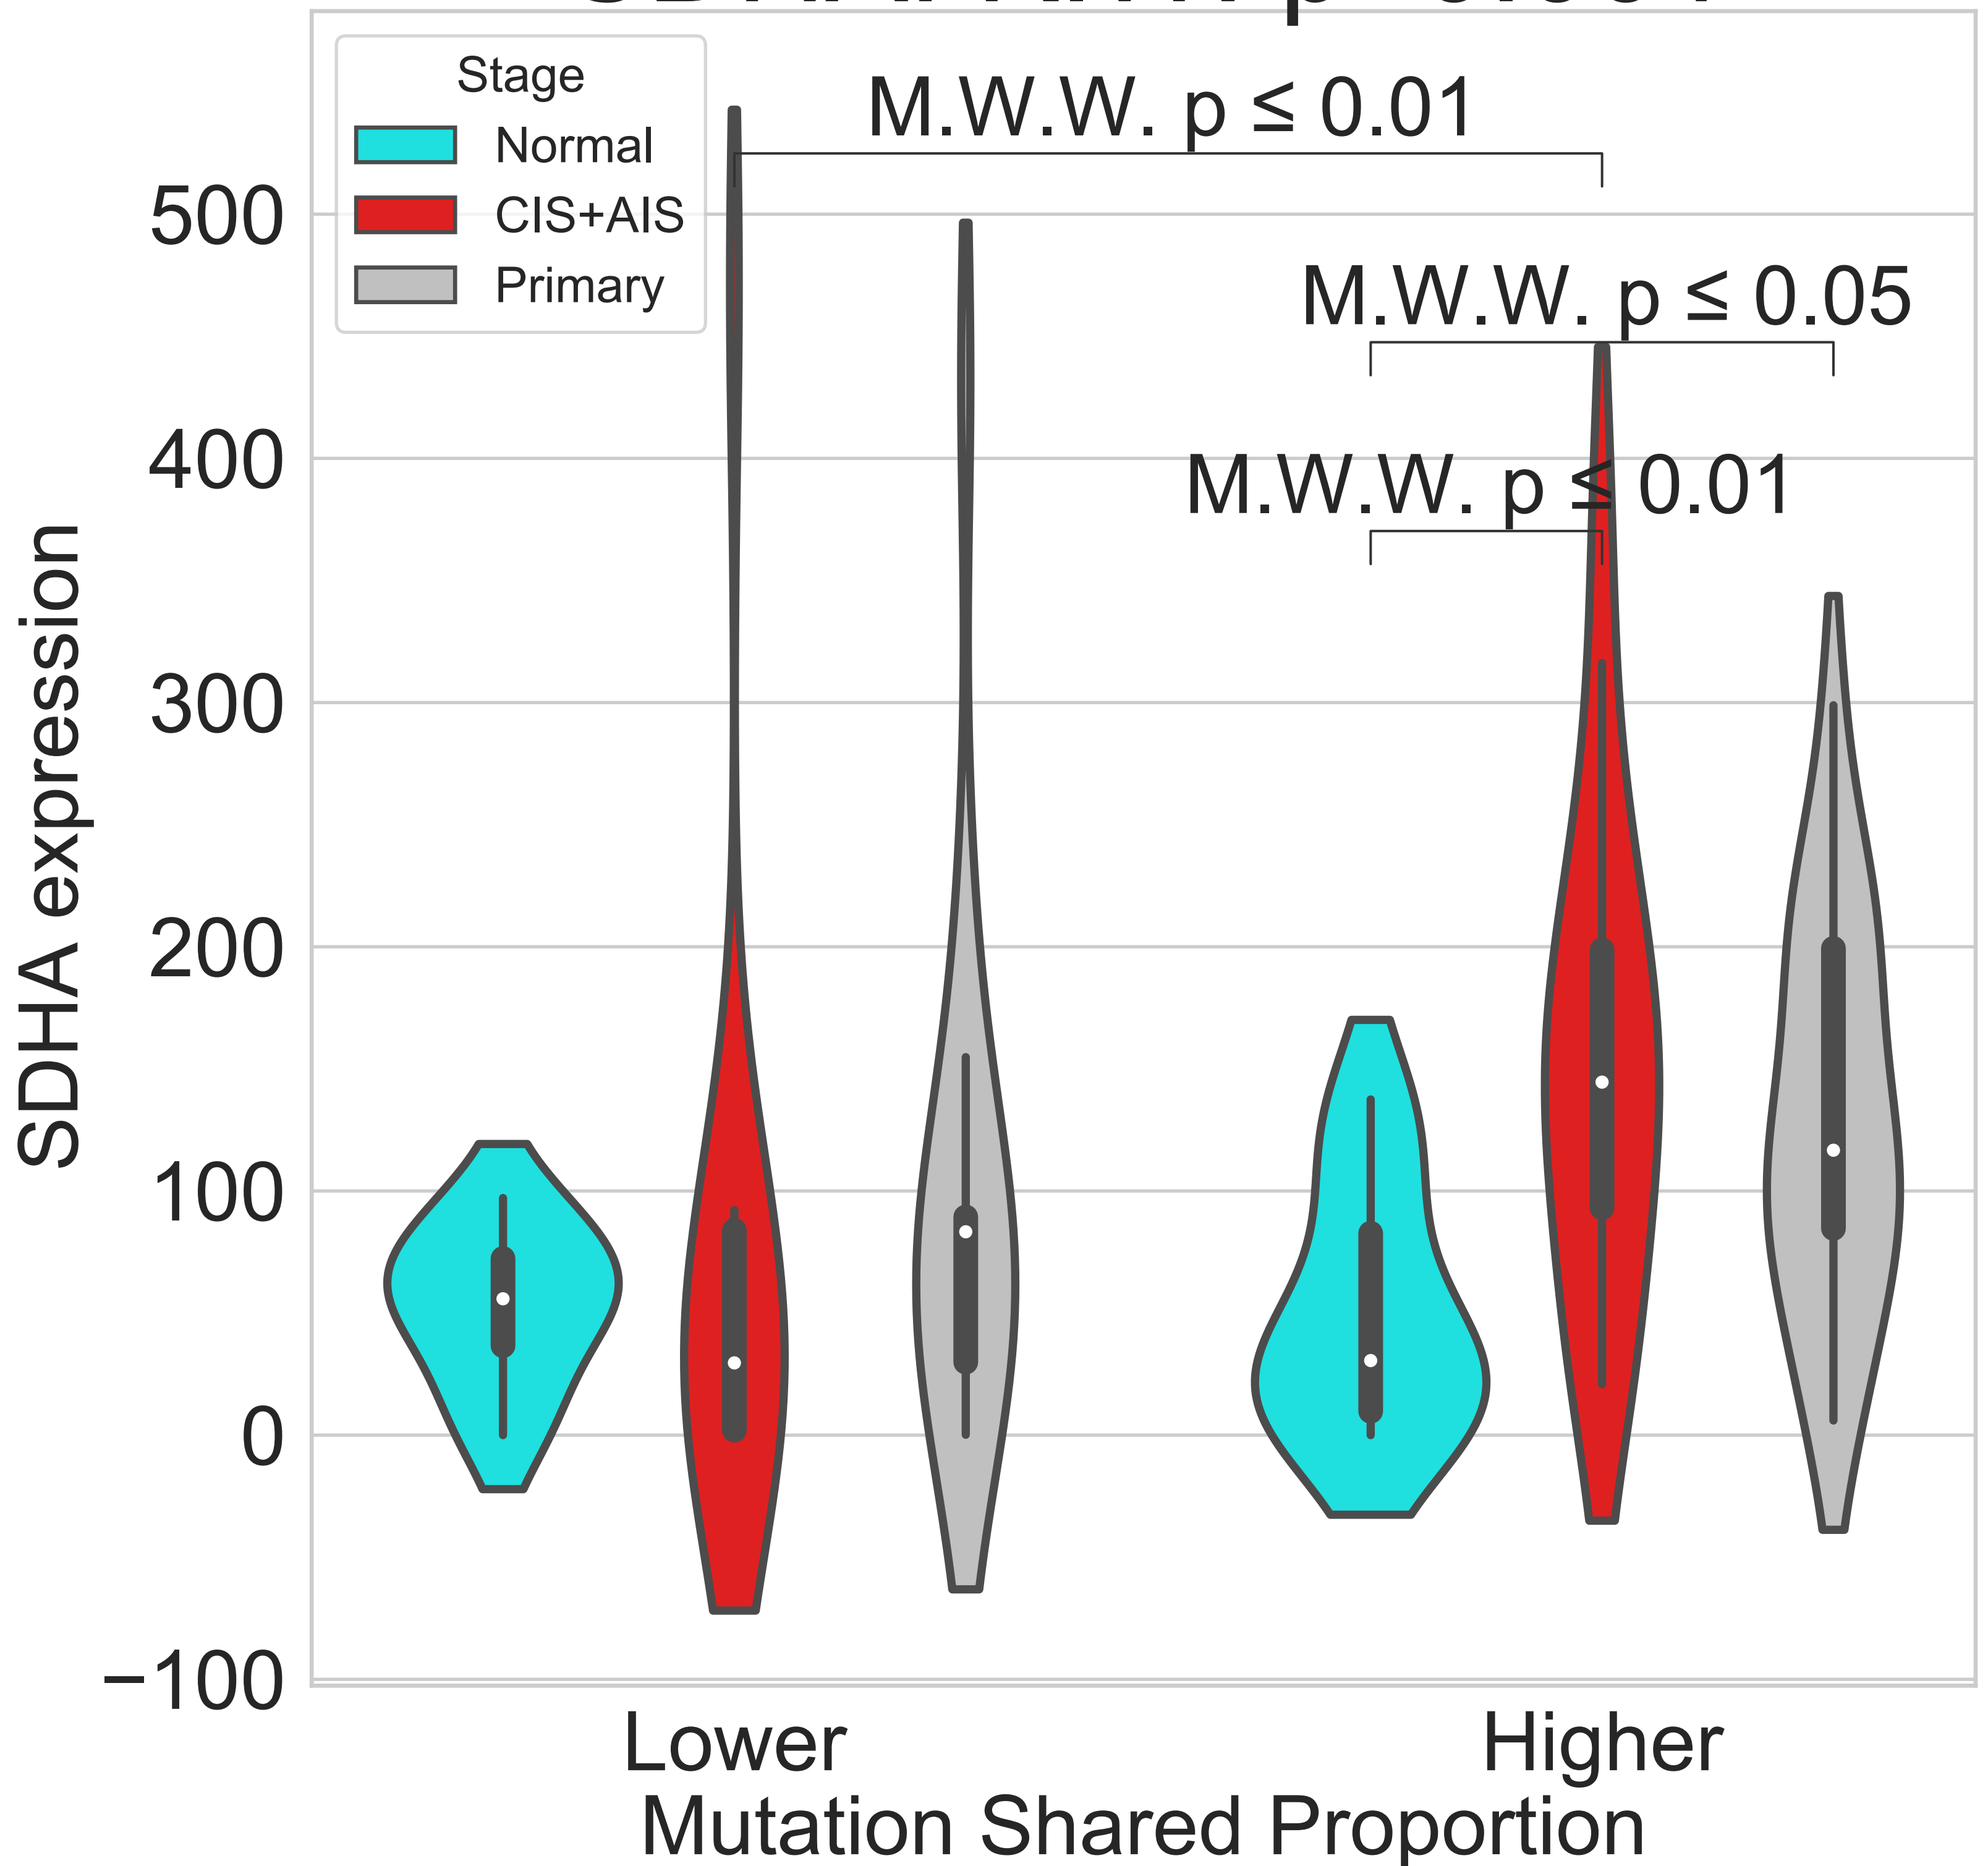 Stage
Normal
CIS+AIS
Primary
M.W.W. p ≤ 0.01
M.W.W. p ≤ 0.05
M.W.W. p ≤ 0.01
500
400
300
200
100
0
−100
SDHA expression
Lower
Higher
Mutation Shared Proportion